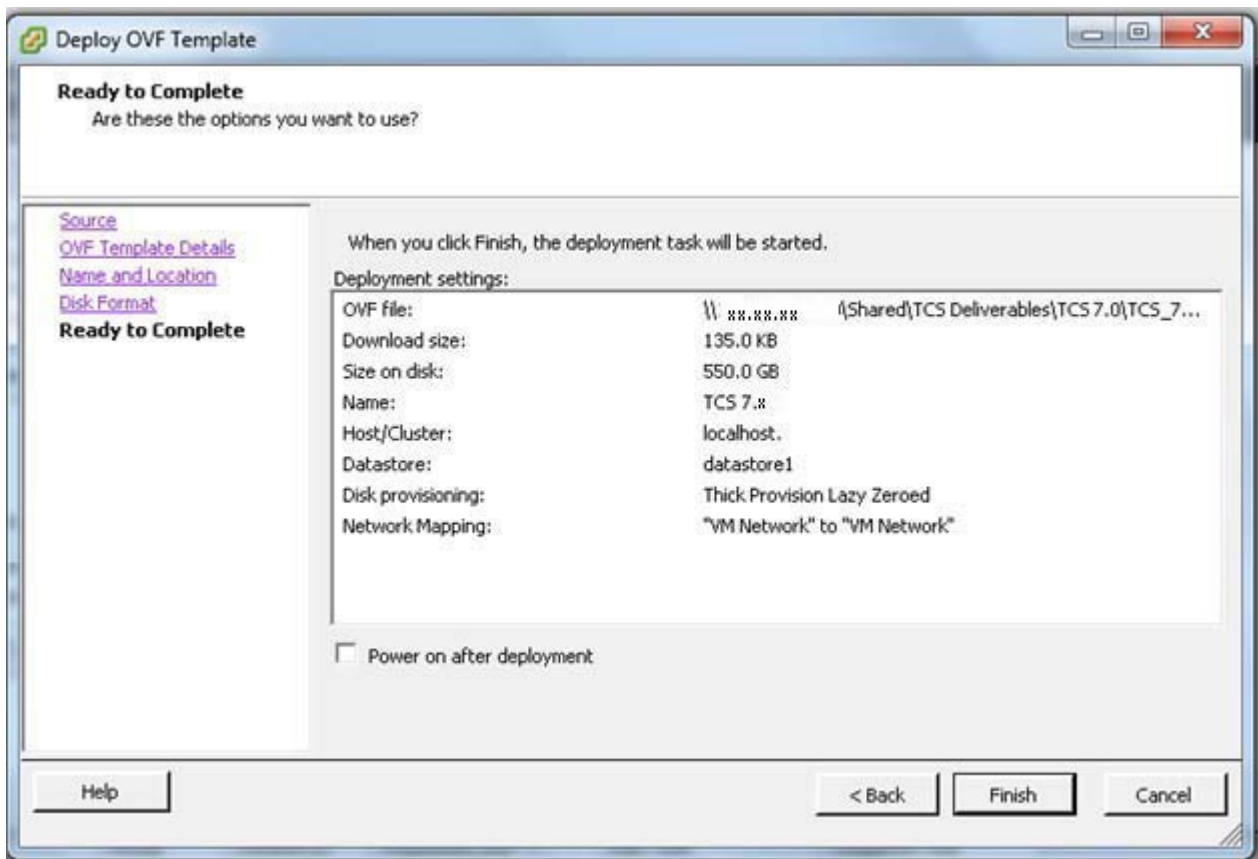 Deploy OVF Template
Ready to Complete
Are these the options you want to use?
Source
OVF Template Details
Name and Location
Disk Format
Ready to Complete
When you click Finish, the deployment task will be started.
Deployment settings:
OVF file: \\ xx.xx.xx \Shared\TCS Deliverables\TCS 7.0\TCS_7...
Download size: 135.0 KB
Size on disk: 550.0 GB
Name: TCS 7.x
Host/Cluster: localhost.
Datastore: datastore1
Disk provisioning: Thick Provision Lazy Zeroed
Network Mapping: "VM Network" to "VM Network"
Power on after deployment
Help
< Back
Finish
Cancel